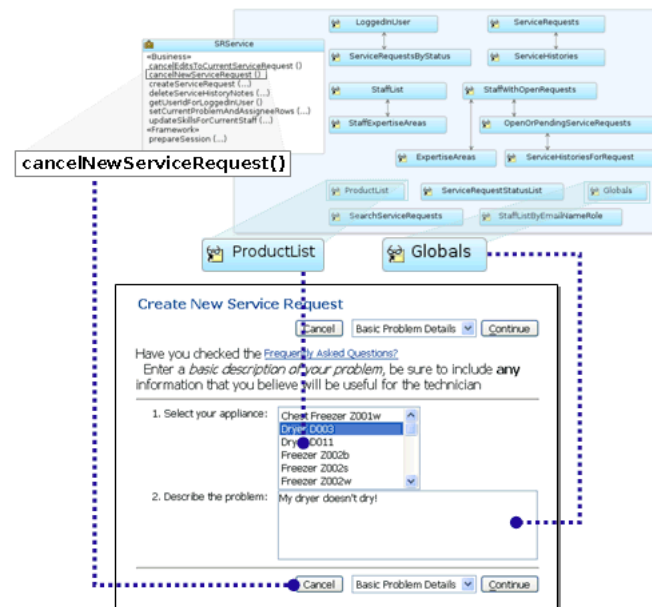 LoggedInUser
ServiceRequests
SRService
«Business»
cancelEditsToCurrentServiceRequest ()
cancelNewServiceRequest ()
createServiceRequest (...)
deleteServiceHistoryNotes (...)
getUserIdForLoggedInUser ()
setCurrentProblemAndAssigneeRows (...)
updateSkillsForCurrentStaff (...)
«Framework»
prepareSession (...)
ServiceRequestsByStatus
ServiceHistories
StaffList
StaffWithOpenRequests
StaffExpertiseAreas
OpenOrPendingServiceRequests
ExpertiseAreas
ServiceHistoriesForRequest
cancelNewServiceRequest()
ProductList
ServiceRequestStatusList
Globals
SearchServiceRequests
StaffListByEmailNameRole
ProductList
Globals
Create New Service Request
Cancel
Basic Problem Details
Continue
Have you checked the Frequently Asked Questions?
Enter a basic description of your problem, be sure to include any
information that you believe will be useful for the technician
1. Select your appliance:
Chest Freezer Z001w
Dryer D003
Dryer D011
Freezer Z002b
Freezer Z002s
Freezer Z002w
2. Describe the problem:
My dryer doesn't dry!
Cancel
Basic Problem Details
Continue